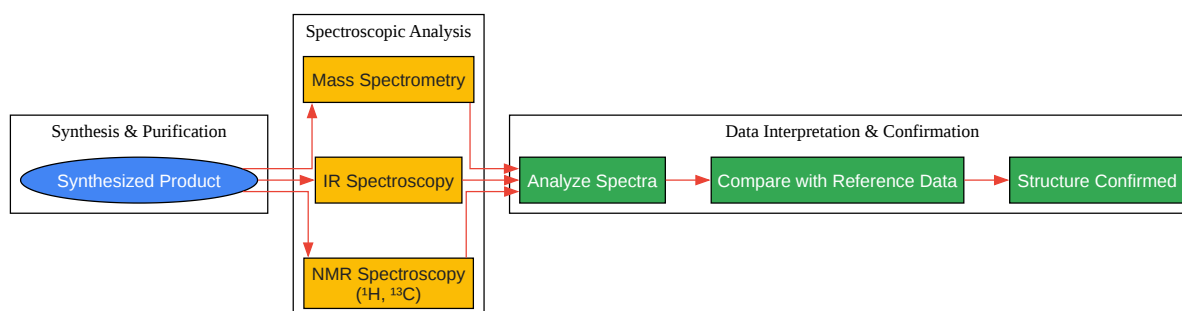 Synthesis & Purification
Synthesized Product
Spectroscopic Analysis
Mass Spectrometry
IR Spectroscopy
NMR Spectroscopy
(¹H, ¹³C)
Data Interpretation & Confirmation
Analyze Spectra
Compare with Reference Data
Structure Confirmed